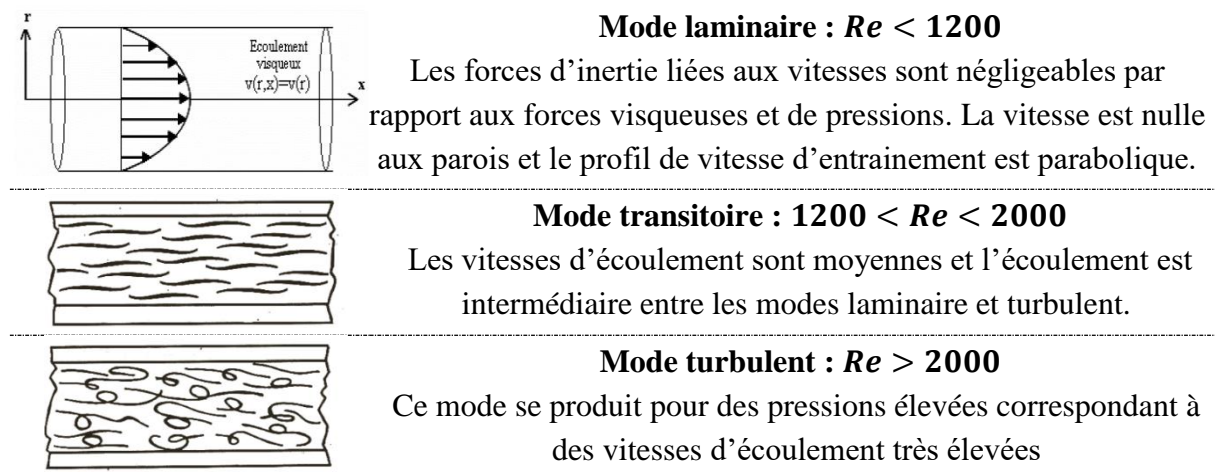 r
Ecoulement
visqueux
v(r,x)=v(r)
x
Mode laminaire : Re < 1200
Les forces d’inertie liées aux vitesses sont négligeables par
rapport aux forces visqueuses et de pressions. La vitesse est nulle
aux parois et le profil de vitesse d’entrainement est parabolique.
Mode transitoire : 1200 < Re < 2000
Les vitesses d’écoulement sont moyennes et l’écoulement est
intermédiaire entre les modes laminaire et turbulent.
Mode turbulent : Re > 2000
Ce mode se produit pour des pressions élevées correspondant à
des vitesses d’écoulement très élevées